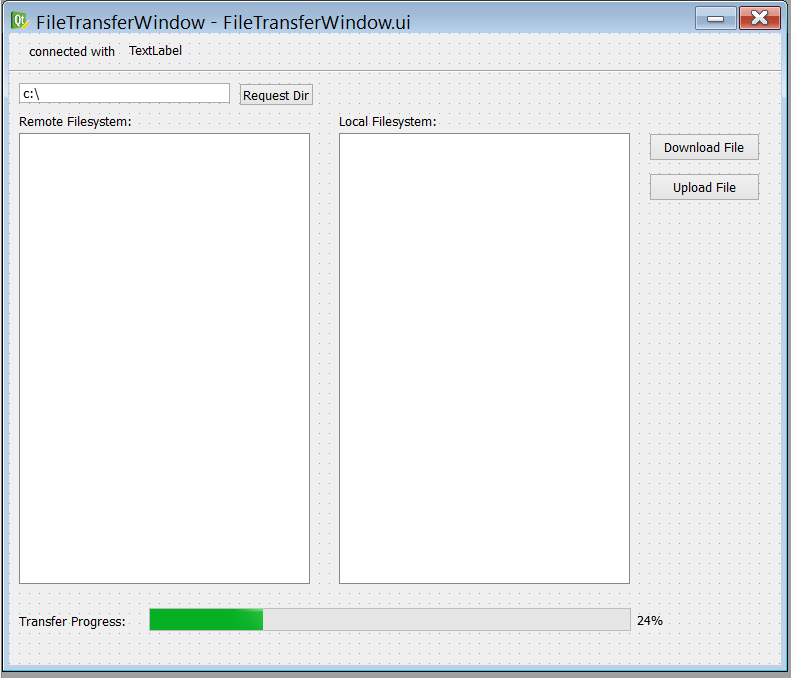 Qt FileTransferWindow - FileTransferWindow.ui
connected with TextLabel
c:\ Request Dir
Remote Filesystem: Local Filesystem:
Download File
Upload File
Transfer Progress: 24%